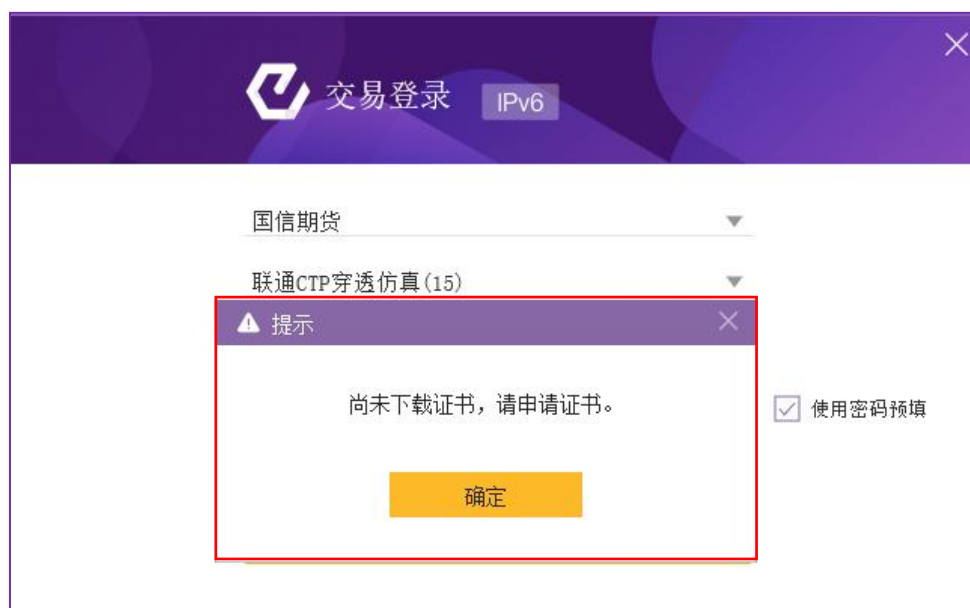 交易登录 IPv6
国信期货
联通CTP穿透仿真(15)
提示
尚未下载证书，请申请证书。
使用密码预填
确定